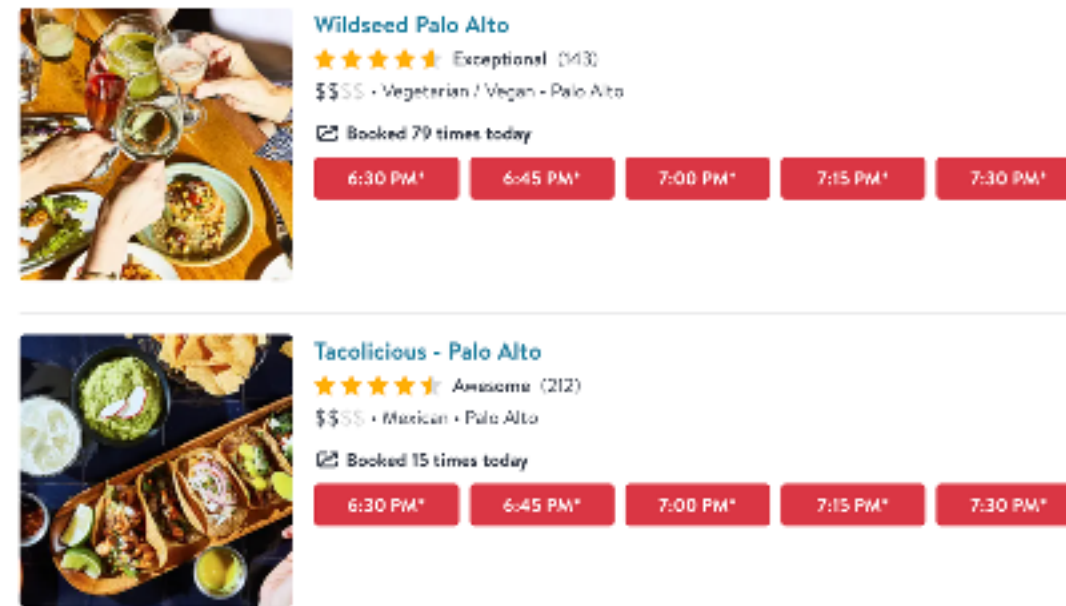 Wildseed Palo Alto
Exceptional (143)
$$$$ • Vegetarian / Vegan • Palo Alto
Booked 79 times today
6:30 PM* 6:45 PM* 7:00 PM* 7:15 PM* 7:30 PM*
Tacolicious - Palo Alto
Awesome (212)
$$$$ • Mexican • Palo Alto
Booked 15 times today
6:30 PM* 6:45 PM* 7:00 PM* 7:15 PM* 7:30 PM*